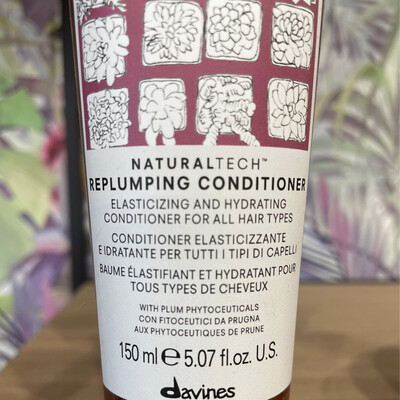 NATURALTECH™
REPLUMPING CONDITIONER
ELASTICIZING AND HYDRATING
CONDITIONER FOR ALL HAIR TYPES
CONDITIONER ELASTICIZZANTE
E IDRATANTE PER TUTTI I TIPI DI CAPELLI
BAUME ÉLASTIFIANT ET HYDRATANT POUR
TOUS TYPES DE CHEVEUX
WITH PLUM PHYTOCEUTICALS
CON FITOCEUTICI DA PRUGNA
AUX PHYTOCEUTIQUES DE PRUNE
150 ml ℮ 5.07 fl.oz. U.S.
davines